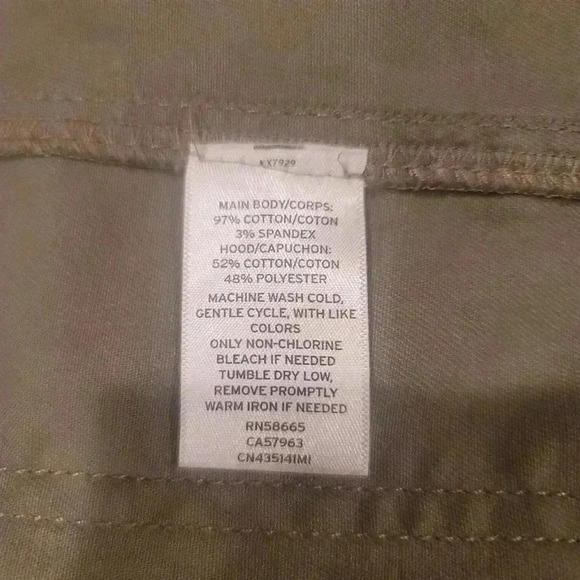 KX7929
MAIN BODY/CORPS:
97% COTTON/COTON
3% SPANDEX
HOOD/CAPUCHON:
52% COTTON/COTON
48% POLYESTER
MACHINE WASH COLD,
GENTLE CYCLE, WITH LIKE
COLORS
ONLY NON-CHLORINE
BLEACH IF NEEDED
TUMBLE DRY LOW,
REMOVE PROMPTLY
WARM IRON IF NEEDED
RN58665
CA57963
CN435141MI